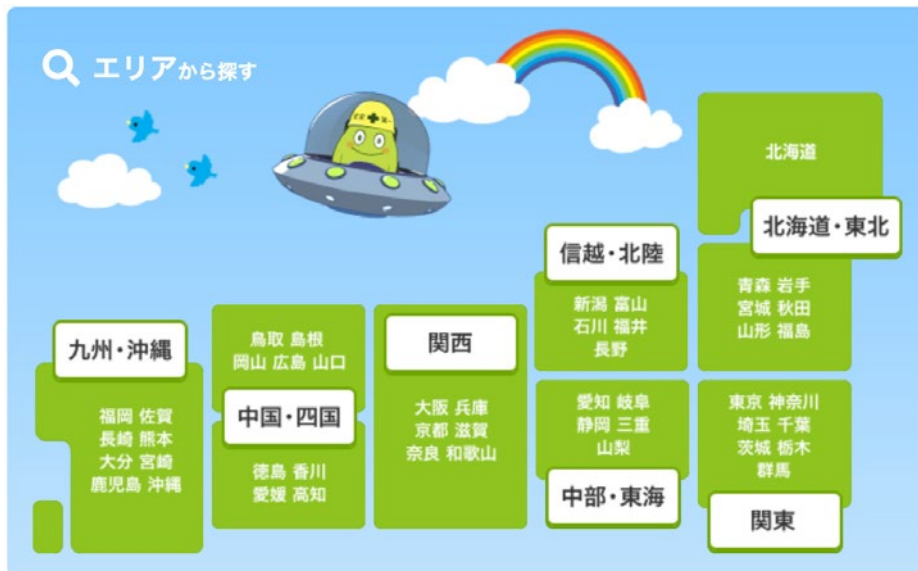 エリアから探す
安全 第一
北海道
北海道・東北
青森 岩手
宮城 秋田
山形 福島
信越・北陸
新潟 富山
石川 福井
長野
東京 神奈川
埼玉 千葉
茨城 栃木
群馬
関東
愛知 岐阜
静岡 三重
山梨
中部・東海
関西
大阪 兵庫
京都 滋賀
奈良 和歌山
鳥取 島根
岡山 広島 山口
中国・四国
徳島 香川
愛媛 高知
九州・沖縄
福岡 佐賀
長崎 熊本
大分 宮崎
鹿児島 沖縄